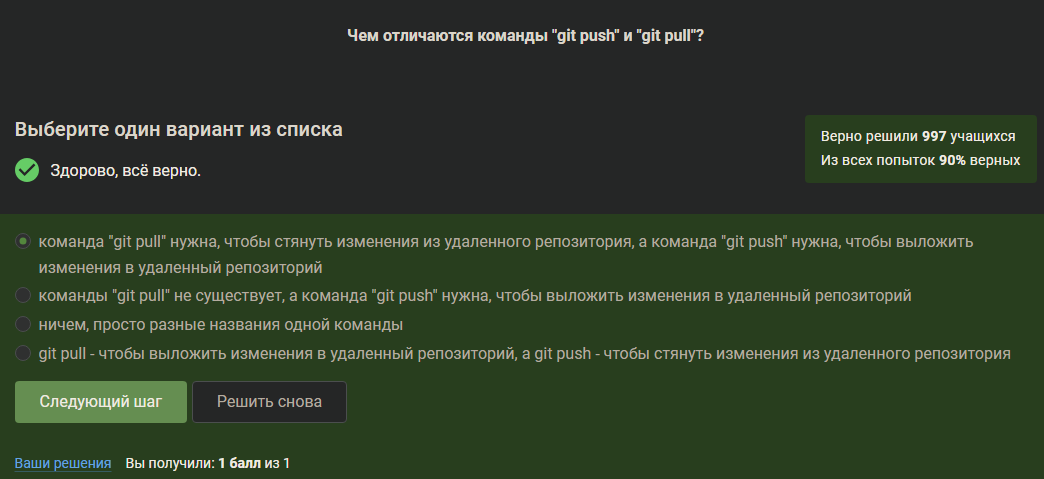 Чем отличаются команды "git push" и "git pull"?
Выберите один вариант из списка
Здорово, всё верно.
Верно решили 997 учащихся
Из всех попыток 90% верных
команда "git pull" нужна, чтобы стянуть изменения из удаленного репозитория, а команда "git push" нужна, чтобы выложить
изменения в удаленный репозиторий
команды "git pull" не существует, а команда "git push" нужна, чтобы выложить изменения в удаленный репозиторий
ничем, просто разные названия одной команды
git pull - чтобы выложить изменения в удаленный репозиторий, а git push - чтобы стянуть изменения из удаленного репозитория
Следующий шаг
Решить снова
Ваши решения Вы получили: 1 балл из 1